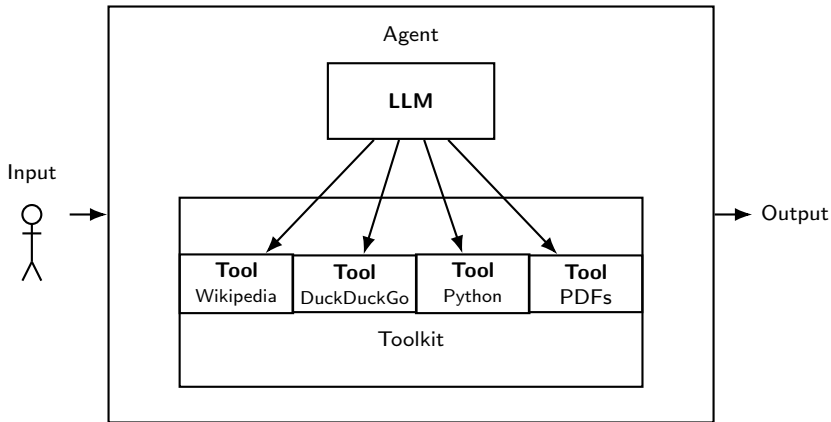 Agent
LLM
Input
Output
Tool
Wikipedia
Tool
DuckDuckGo
Tool
Python
Tool
PDFs
Toolkit